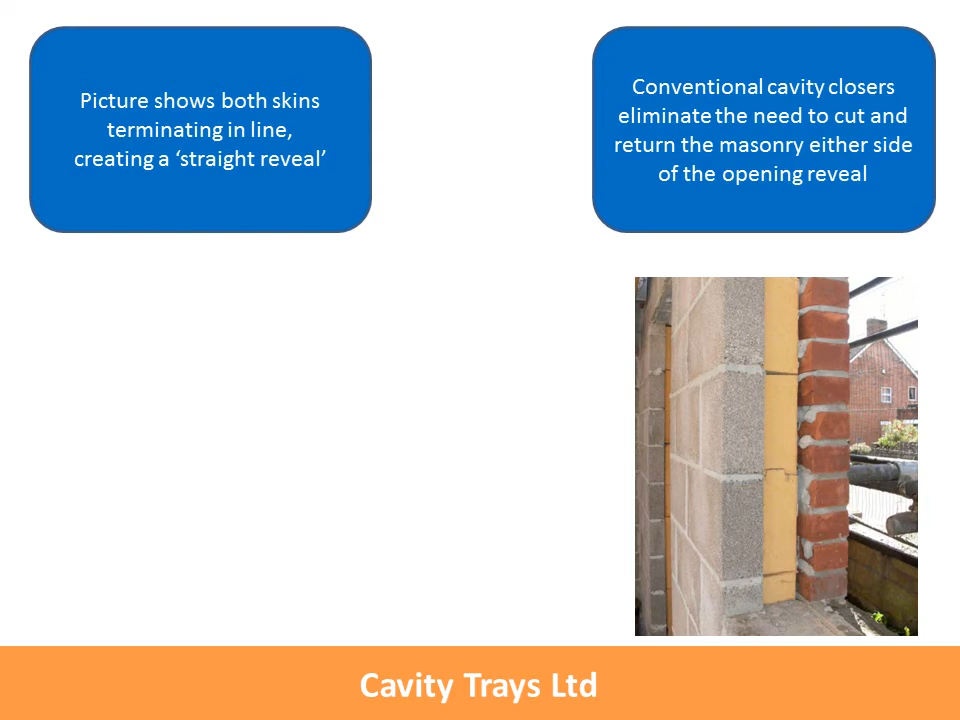 Picture shows both skins
terminating in line,
creating a ‘straight reveal’
Conventional cavity closers
eliminate the need to cut and
return the masonry either side
of the opening reveal
Cavity Trays Ltd